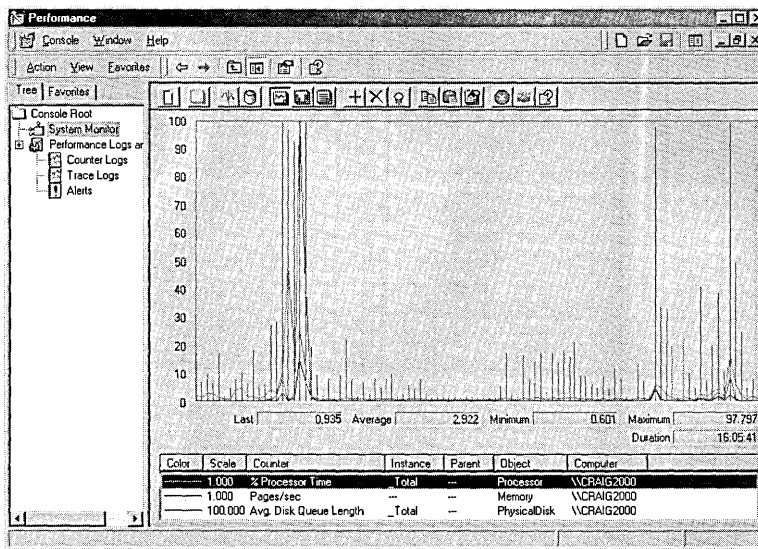 Performance
Console Window Help
Action View Favorites
Tree Favorites
Console Root
System Monitor
Performance Logs ar
Counter Logs
Trace Logs
Alerts
100
90
80
70
60
50
40
30
20
10
0
Last 0.935 Average 2.922 Minimum 0.601 Maximum 97.797
Duration 16:05:41
Color Scale Counter Instance Parent Object Computer
1.000 % Processor Time _Total --- Processor \\CRAIG2000
1.000 Pages/sec --- --- Memory \\CRAIG2000
100.000 Avg. Disk Queue Length _Total --- PhysicalDisk \\CRAIG2000